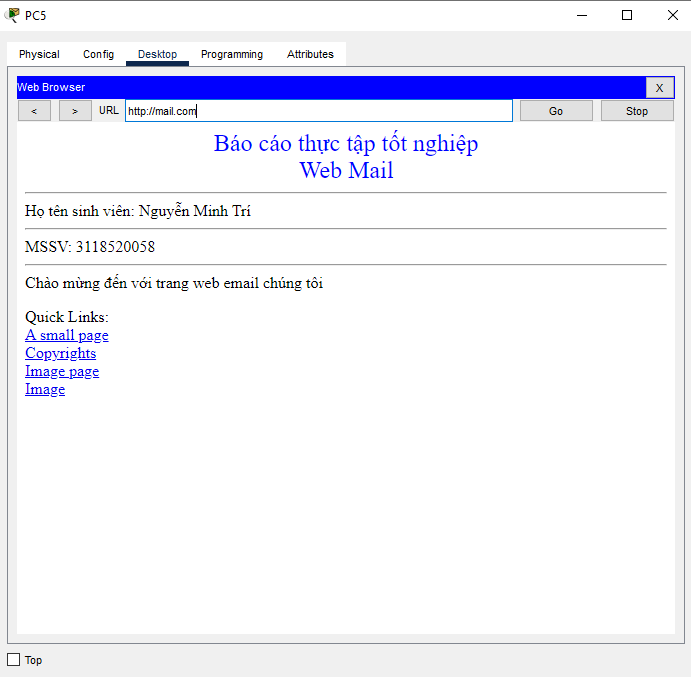 PC5
Physical Config Desktop Programming Attributes
Web Browser X
< > URL http://mail.com Go Stop
Báo cáo thực tập tốt nghiệp
Web Mail
Họ tên sinh viên: Nguyễn Minh Trí
MSSV: 3118520058
Chào mừng đến với trang web email chúng tôi
Quick Links:
A small page
Copyrights
Image page
Image
Top